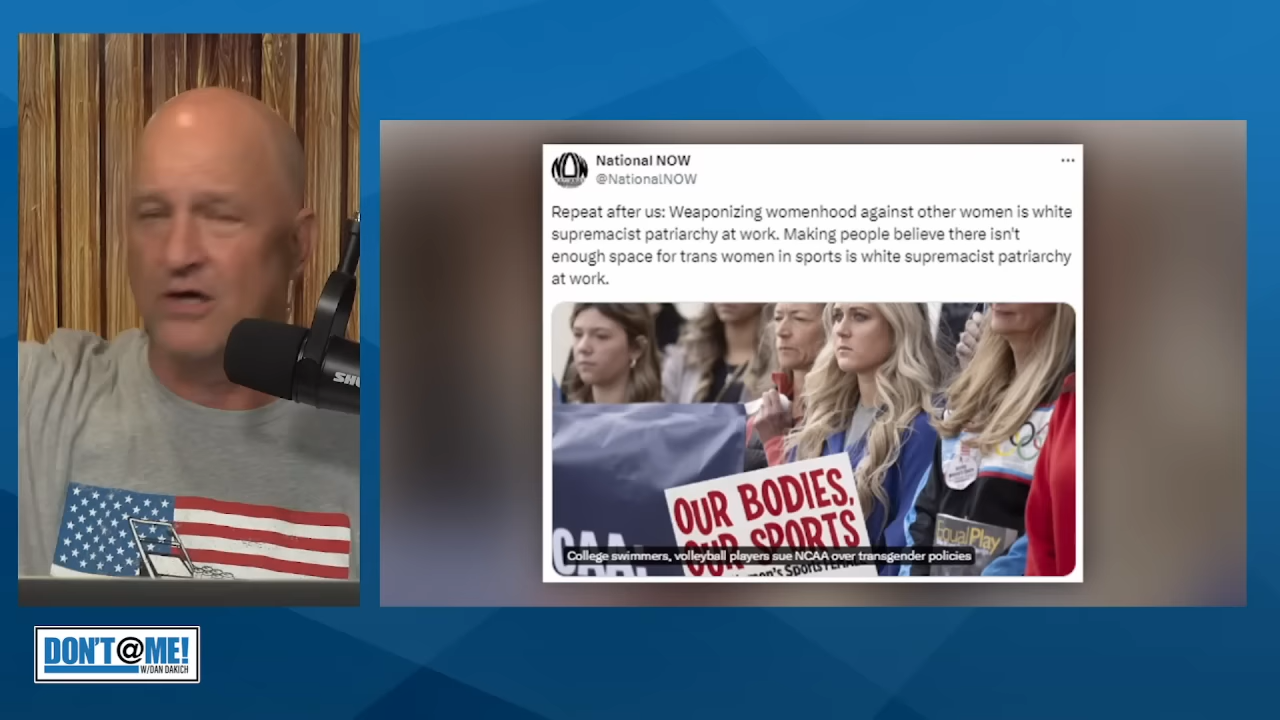 National NOW
@NationalNOW
Repeat after us: Weaponizing womenhood against other women is white
supremacist patriarchy at work. Making people believe there isn't
enough space for trans women in sports is white supremacist patriarchy
at work.
OUR BODIES,
OUR SPORTS
EqualPlay
College swimmers, volleyball players sue NCAA over transgender policies
DON'T @ ME!
W/DAN DAKICH